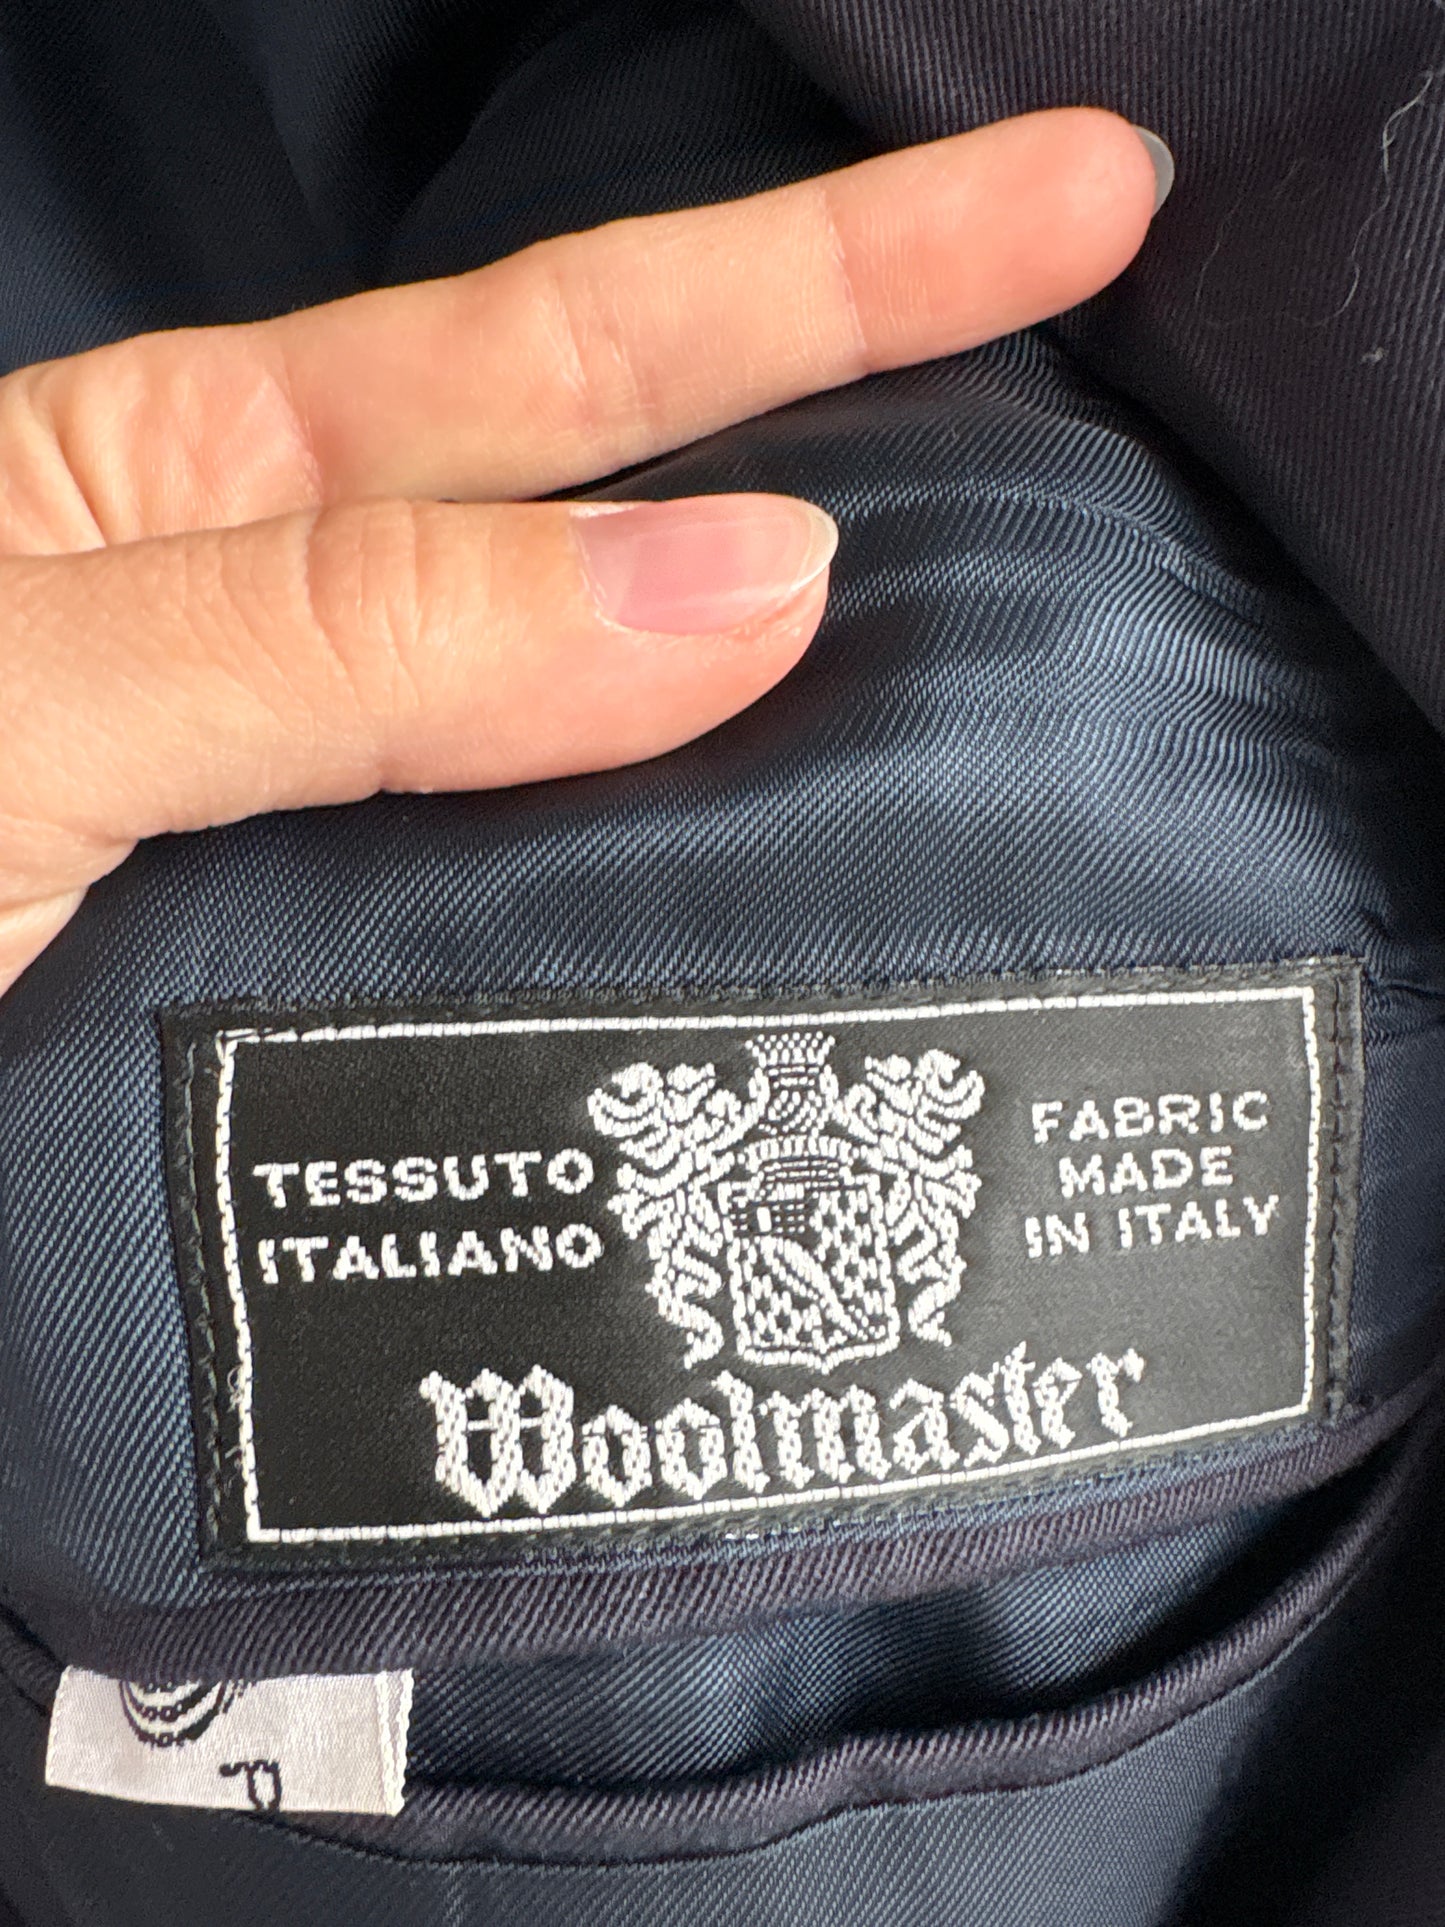 TESSUTO
ITALIANO
FABRIC
MADE
IN ITALY
Woolmaster
P